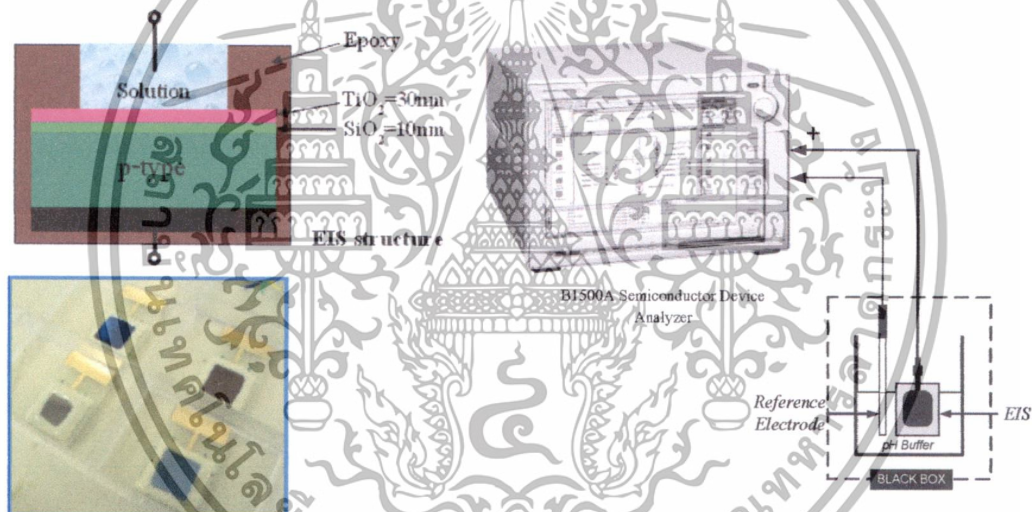 Epoxy
Solution
TiO2=30nm
SiO2=10nm
p-type
EIS structure
+
-
B1500A Semiconductor Device
Analyzer
Reference
Electrode
EIS
pH Buffer
BLACK BOX